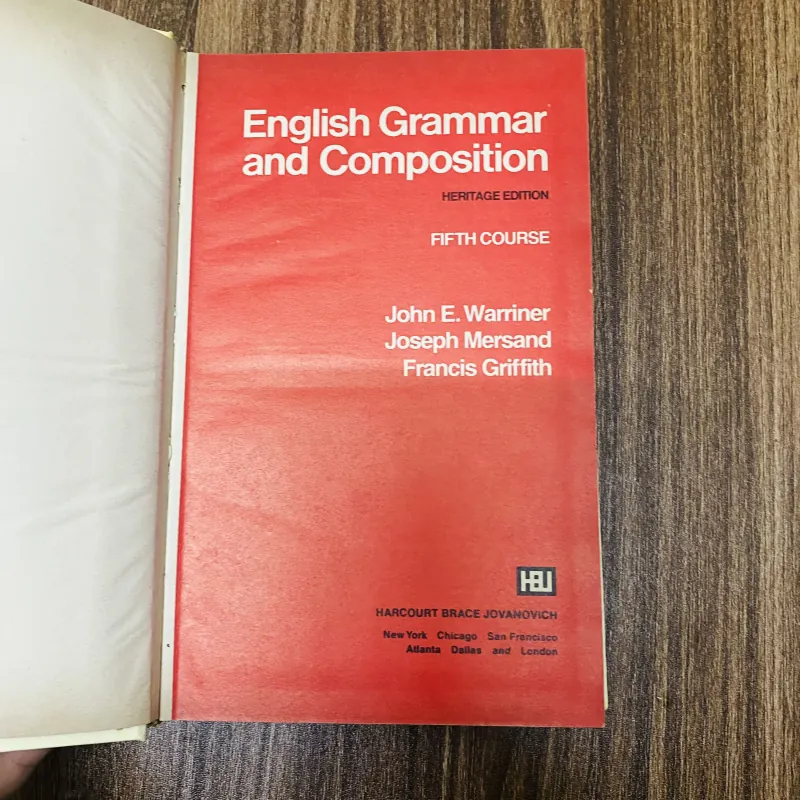 English Grammar
and Composition
HERITAGE EDITION
FIFTH COURSE
John E. Warriner
Joseph Mersand
Francis Griffith
HBJ
HARCOURT BRACE JOVANOVICH
New York Chicago San Francisco
Atlanta Dallas and London